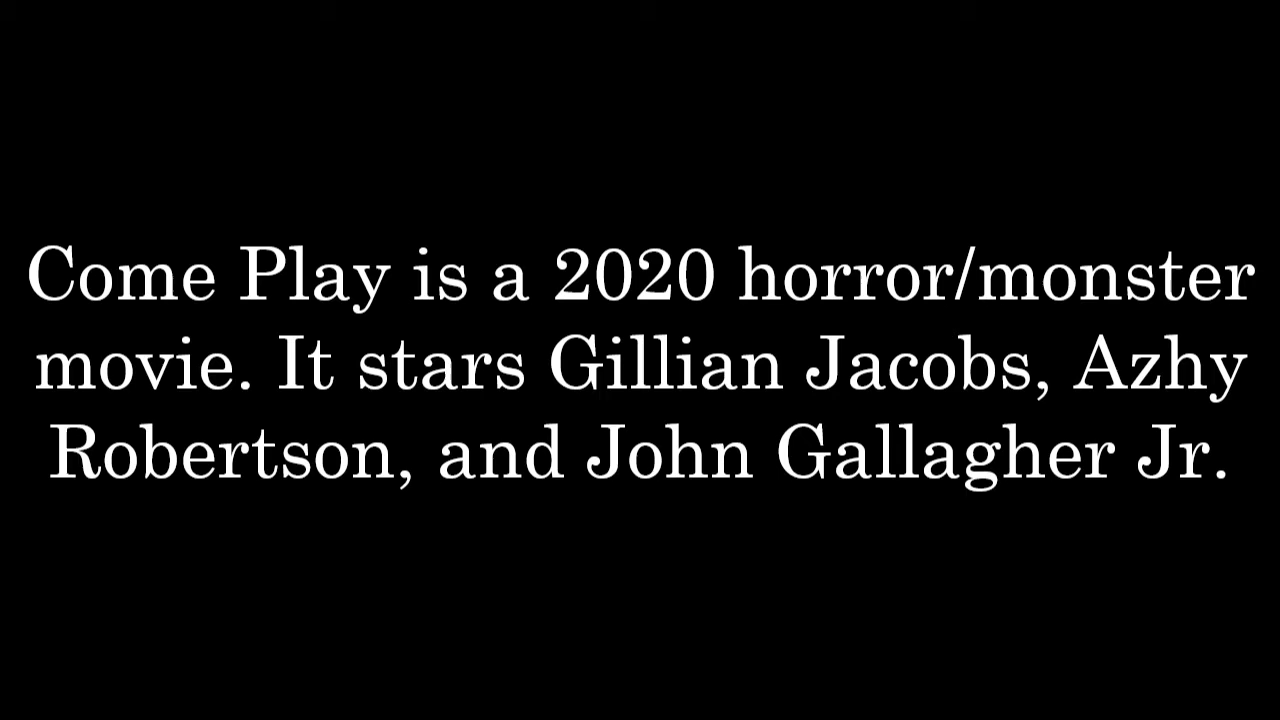 Come Play is a 2020 horror/monster
movie. It stars Gillian Jacobs, Azhy
Robertson, and John Gallagher Jr.